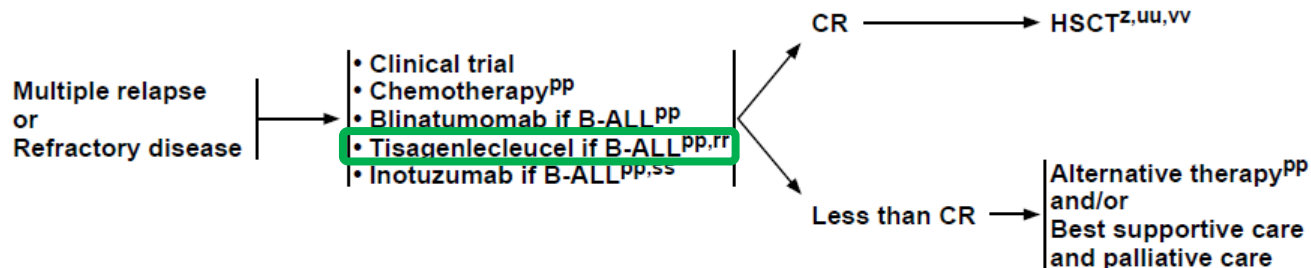 Multiple relapse
or
Refractory disease
• Clinical trial
• Chemotherapypp
• Blinatumomab if B-ALLpp
• Tisagenlecleucel if B-ALLpp,rr
• Inotuzumab if B-ALLpp,ss
CR
HSCTz,uu,vv
Less than CR
Alternative therapypp
and/or
Best supportive care
and palliative care